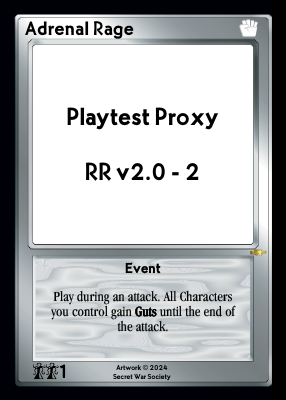 Adrenal Rage
Playtest Proxy
RR v2.0 - 2
Event
Play during an attack. All Characters
you control gain Guts until the end of
the attack.
1
Artwork © 2024
Secret War Society